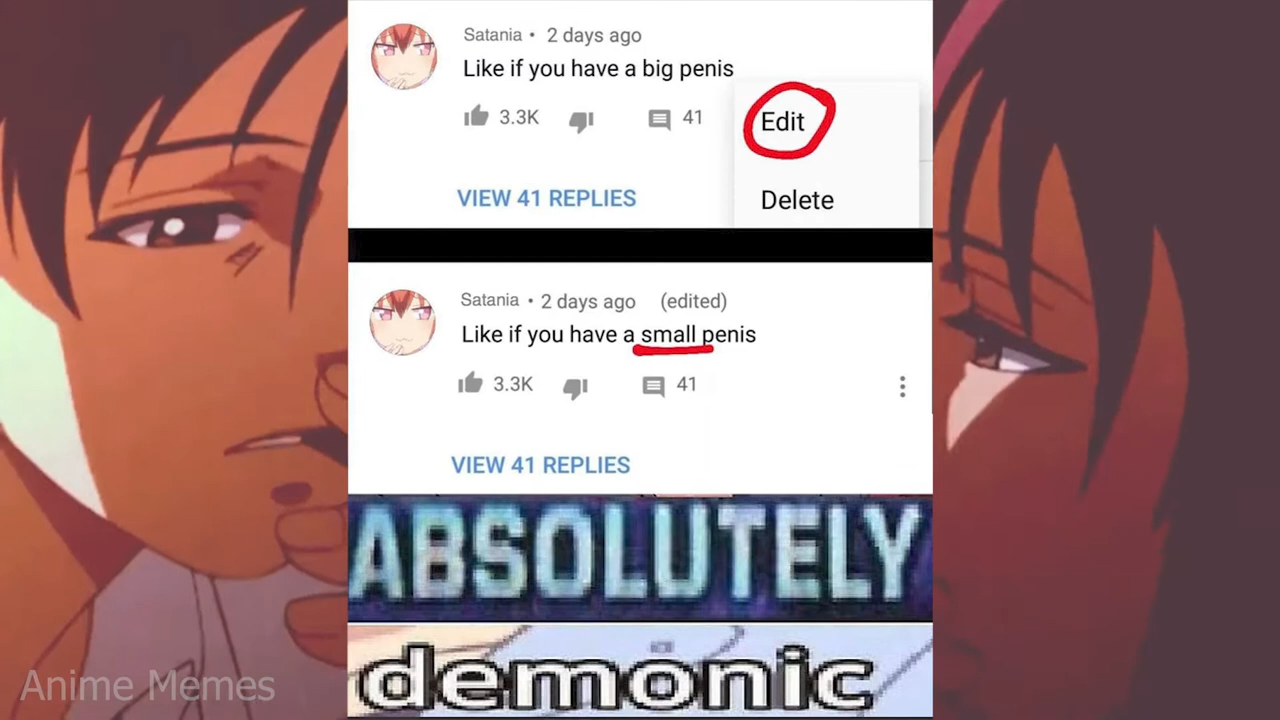 Satania • 2 days ago
Like if you have a big penis
3.3K 41
Edit
VIEW 41 REPLIES
Delete
Satania • 2 days ago (edited)
Like if you have a small penis
3.3K 41
VIEW 41 REPLIES
ABSOLUTELY
demonic
Anime Memes